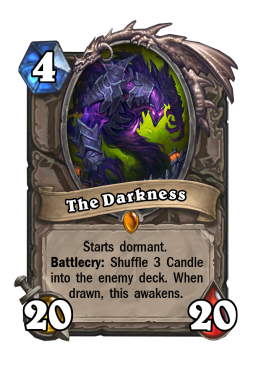 4
The Darkness
Starts dormant.
Battlecry: Shuffle 3 Candle
into the enemy deck. When
drawn, this awakens.
20 20